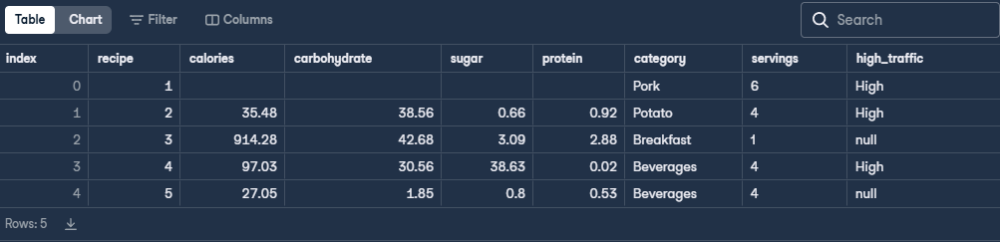 Table Chart Filter Columns Search
index recipe calories carbohydrate sugar protein category servings high_traffic
0 1 Pork 6 High
1 2 35.48 38.56 0.66 0.92 Potato 4 High
2 3 914.28 42.68 3.09 2.88 Breakfast 1 null
3 4 97.03 30.56 38.63 0.02 Beverages 4 High
4 5 27.05 1.85 0.8 0.53 Beverages 4 null
Rows: 5